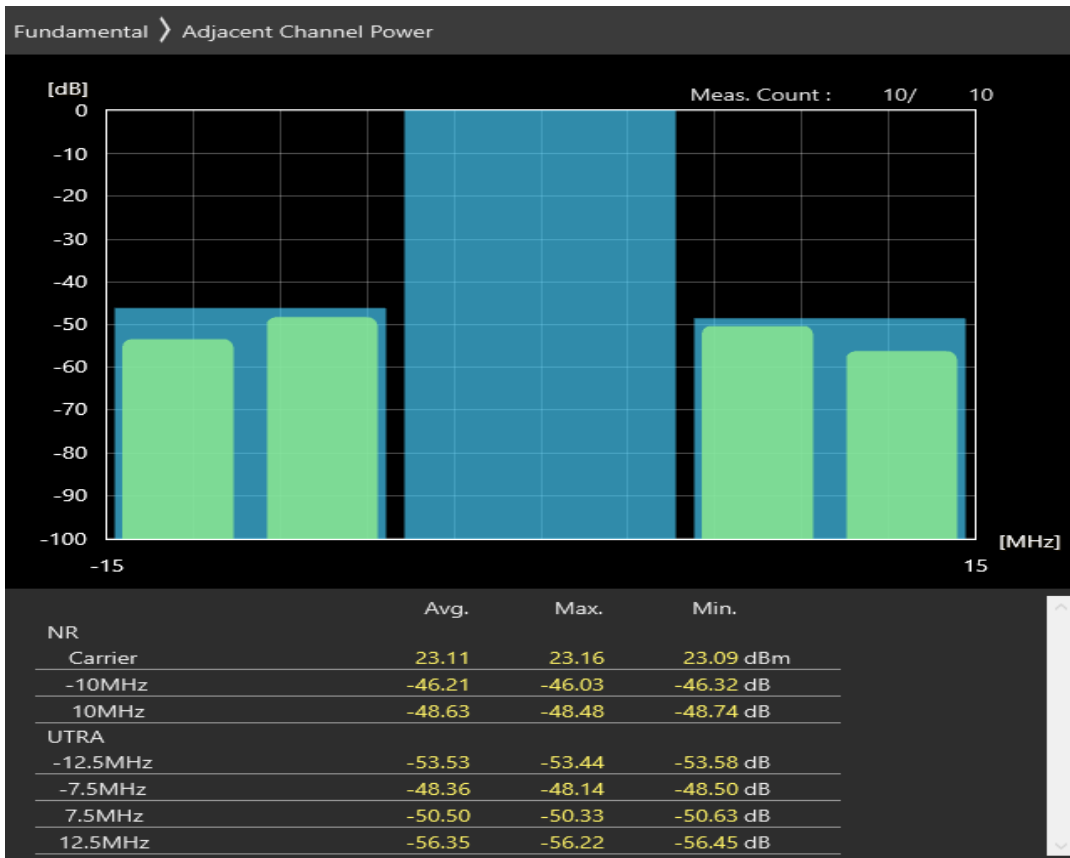 Fundamental 》 Adjacent Channel Power
[dB]
Meas. Count : 10/ 10
0
-10
-20
-30
-40
-50
-60
-70
-80
-90
-100
[MHz]
-15 15
Avg. Max. Min.
NR
Carrier 23.11 23.16 23.09 dBm
-10MHz -46.21 -46.03 -46.32 dB
10MHz -48.63 -48.48 -48.74 dB
UTRA
-12.5MHz -53.53 -53.44 -53.58 dB
-7.5MHz -48.36 -48.14 -48.50 dB
7.5MHz -50.50 -50.33 -50.63 dB
12.5MHz -56.35 -56.22 -56.45 dB